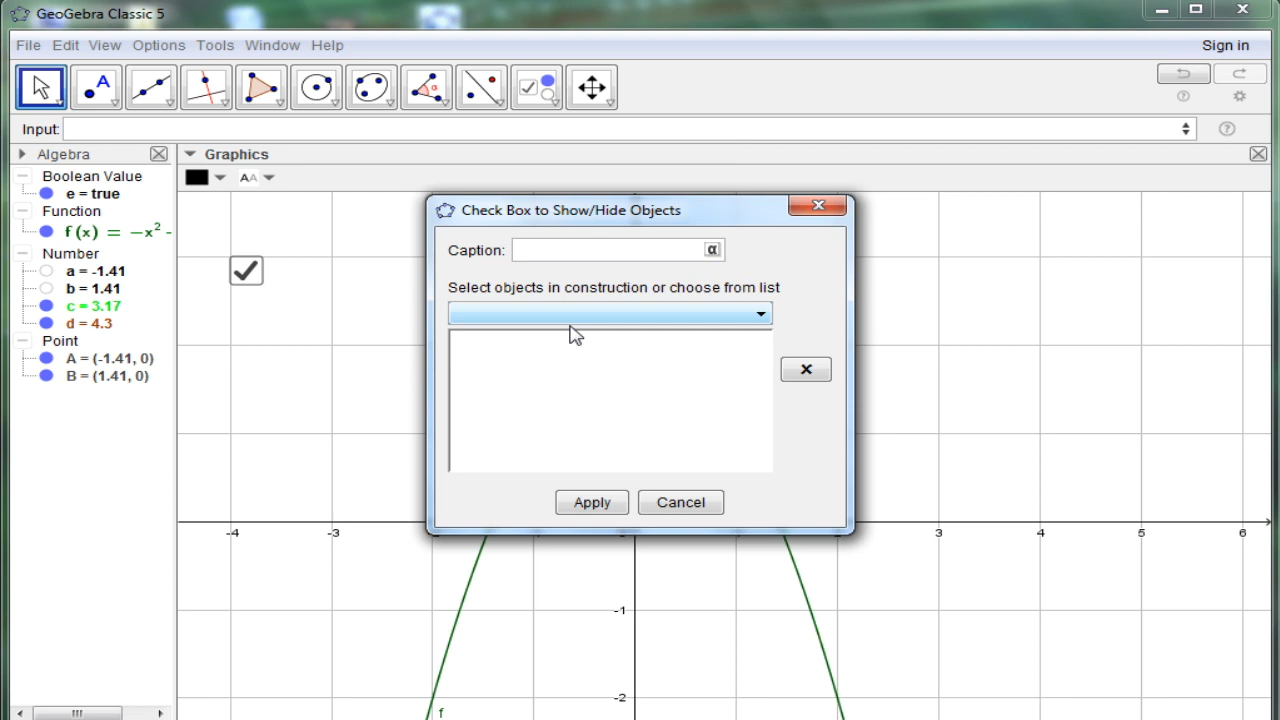 GeoGebra Classic 5
File Edit View Options Tools Window Help
Sign in
A
α
Input:
Algebra
Graphics
AA
Boolean Value
e = true
Function
f(x) = −x² -
Number
a = -1.41
b = 1.41
c = 3.17
d = 4.3
Point
A = (-1.41, 0)
B = (1.41, 0)
Check Box to Show/Hide Objects
Caption:
α
Select objects in construction or choose from list
Apply Cancel
-4 -3 3 4 5 6
-1
-2
f